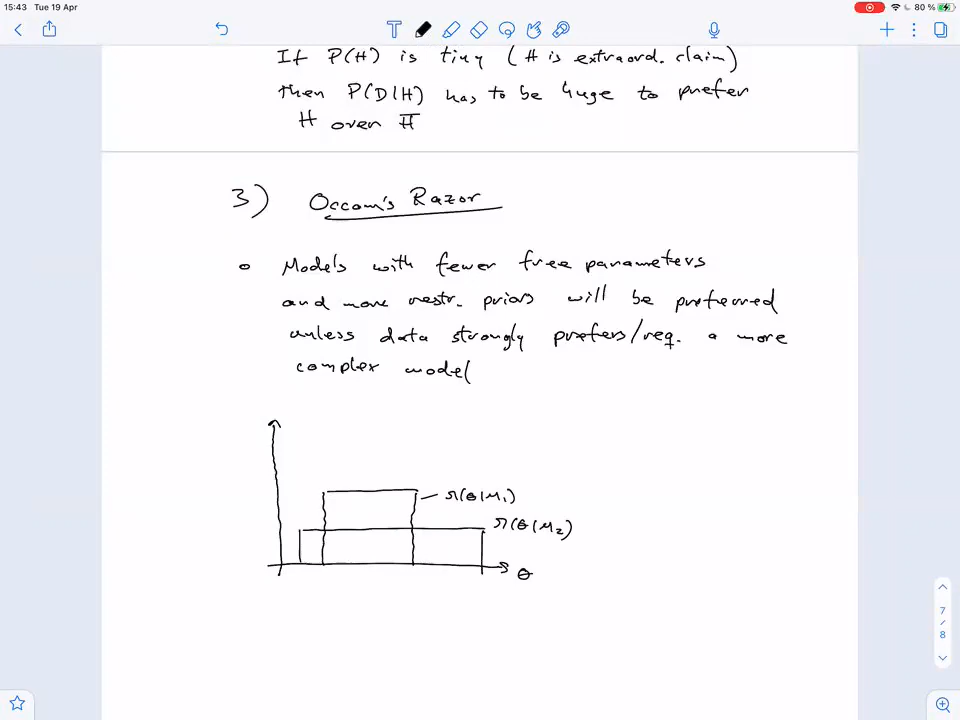 15:43 Tue 19 Apr
80 %
If P(H) is tiny (H is extraord. claim)
then P(D|H) has to be huge to prefer
H over H̅
3) Occam's Razor
Models with fewer free parameters
and more restr. priors will be preferred
unless data strongly prefers/req. a more
complex model
π(θ|M₁)
π(θ|M₂)
θ
7
/
8